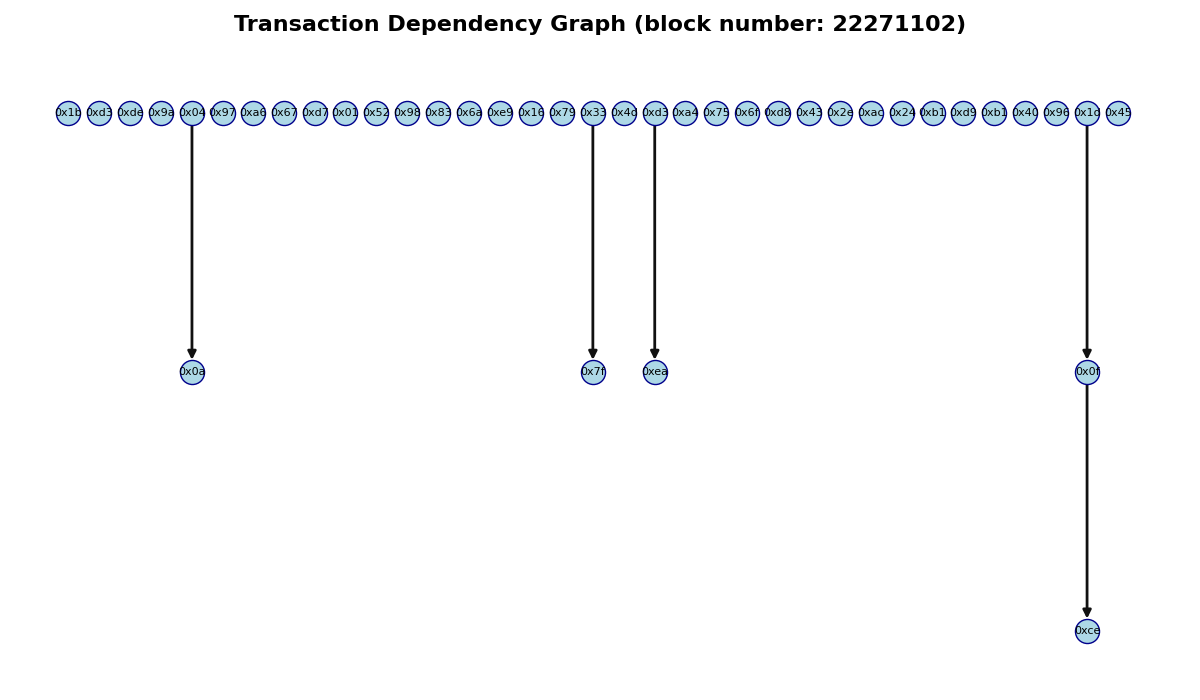 Transaction Dependency Graph (block number: 22271102)
0x1b 0xd3 0xde 0x9a 0x04 0x97 0xa6 0x67 0xd7 0x01 0x52 0x98 0x83 0x6a 0xe9 0x16 0x79 0x33 0x4c 0xd3 0xa4 0x75 0x6f 0xd8 0x43 0x2e 0xac 0x24 0xb1 0xd9 0xb1 0x40 0x96 0x1d 0x45
0x0a 0x7f 0xea 0x0f
0xce